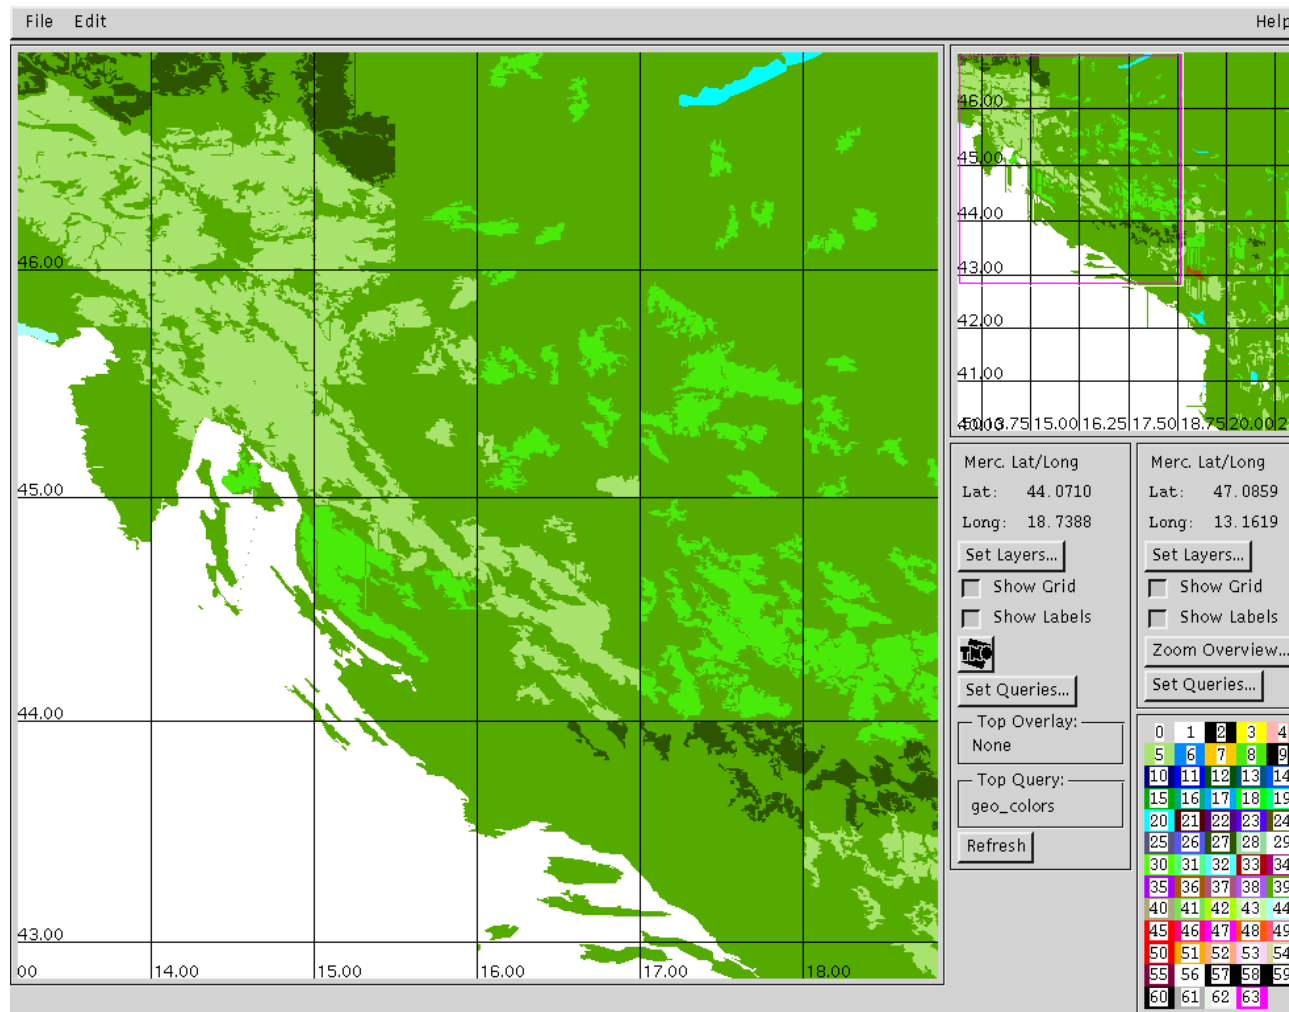 File Edit Help
46.00
45.00
44.00
43.00
00 14.00 15.00 16.00 17.00 18.00
46.00
45.00
44.00
43.00
42.00
41.00
13.75 15.00 16.25 17.50 18.75 20.00 2
Merc. Lat/Long
Lat: 44.0710
Long: 18.7388
Set Layers...
Show Grid
Show Labels
TNO
Set Queries...
Top Overlay:
None
Top Query:
geo_colors
Refresh
Merc. Lat/Long
Lat: 47.0859
Long: 13.1619
Set Layers...
Show Grid
Show Labels
Zoom Overview...
Set Queries...
0 1 2 3 4
5 6 7 8 9
10 11 12 13 14
15 16 17 18 19
20 21 22 23 24
25 26 27 28 29
30 31 32 33 34
35 36 37 38 39
40 41 42 43 44
45 46 47 48 49
50 51 52 53 54
55 56 57 58 59
60 61 62 63